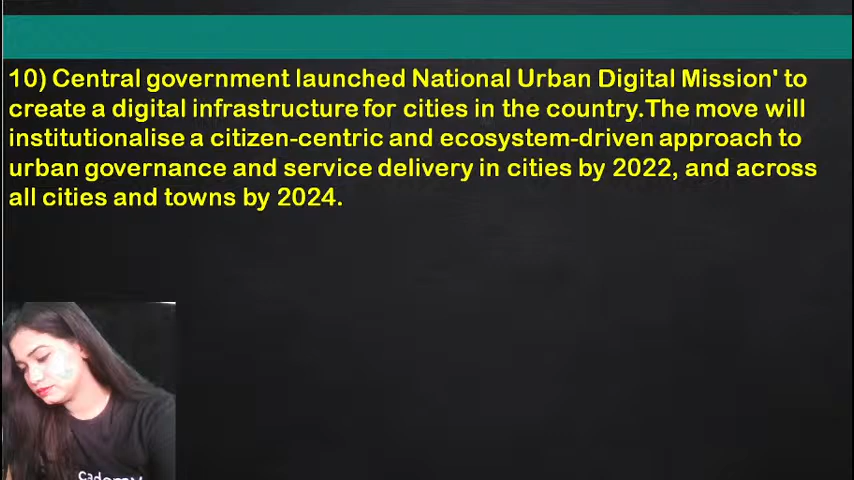 10) Central government launched National Urban Digital Mission' to
create a digital infrastructure for cities in the country.The move will
institutionalise a citizen-centric and ecosystem-driven approach to
urban governance and service delivery in cities by 2022, and across
all cities and towns by 2024.